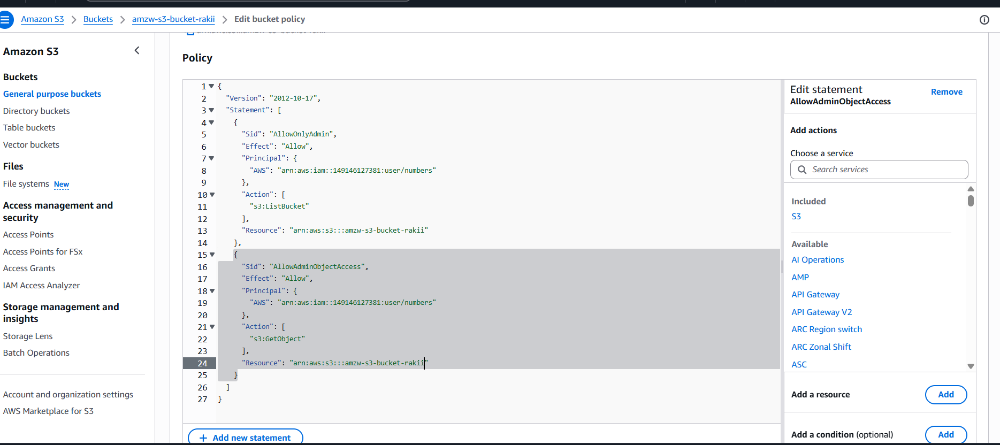 Amazon S3 > Buckets > amzw-s3-bucket-rakii > Edit bucket policy
Amazon S3
Buckets
General purpose buckets
Directory buckets
Table buckets
Vector buckets
Files
File systems New
Access management and
security
Access Points
Access Points for FSx
Access Grants
IAM Access Analyzer
Storage management and
insights
Storage Lens
Batch Operations
Account and organization settings
AWS Marketplace for S3
Policy
1 {
2 "Version": "2012-10-17",
3 "Statement": [
4 {
5 "Sid": "AllowOnlyAdmin",
6 "Effect": "Allow",
7 "Principal": {
8 "AWS": "arn:aws:iam::149146127381:user/numbers"
9 },
10 "Action": [
11 "s3:ListBucket"
12 ],
13 "Resource": "arn:aws:s3:::amzw-s3-bucket-rakii"
14 },
15 {
16 "Sid": "AllowAdminObjectAccess",
17 "Effect": "Allow",
18 "Principal": {
19 "AWS": "arn:aws:iam::149146127381:user/numbers"
20 },
21 "Action": [
22 "s3:GetObject"
23 ],
24 "Resource": "arn:aws:s3:::amzw-s3-bucket-rakii"
25 }
26 ]
27 }
+ Add new statement
Edit statement
AllowAdminObjectAccess
Remove
Add actions
Choose a service
Search services
Included
S3
Available
AI Operations
AMP
API Gateway
API Gateway V2
ARC Region switch
ARC Zonal Shift
ASC
Add a resource
Add
Add a condition (optional)
Add